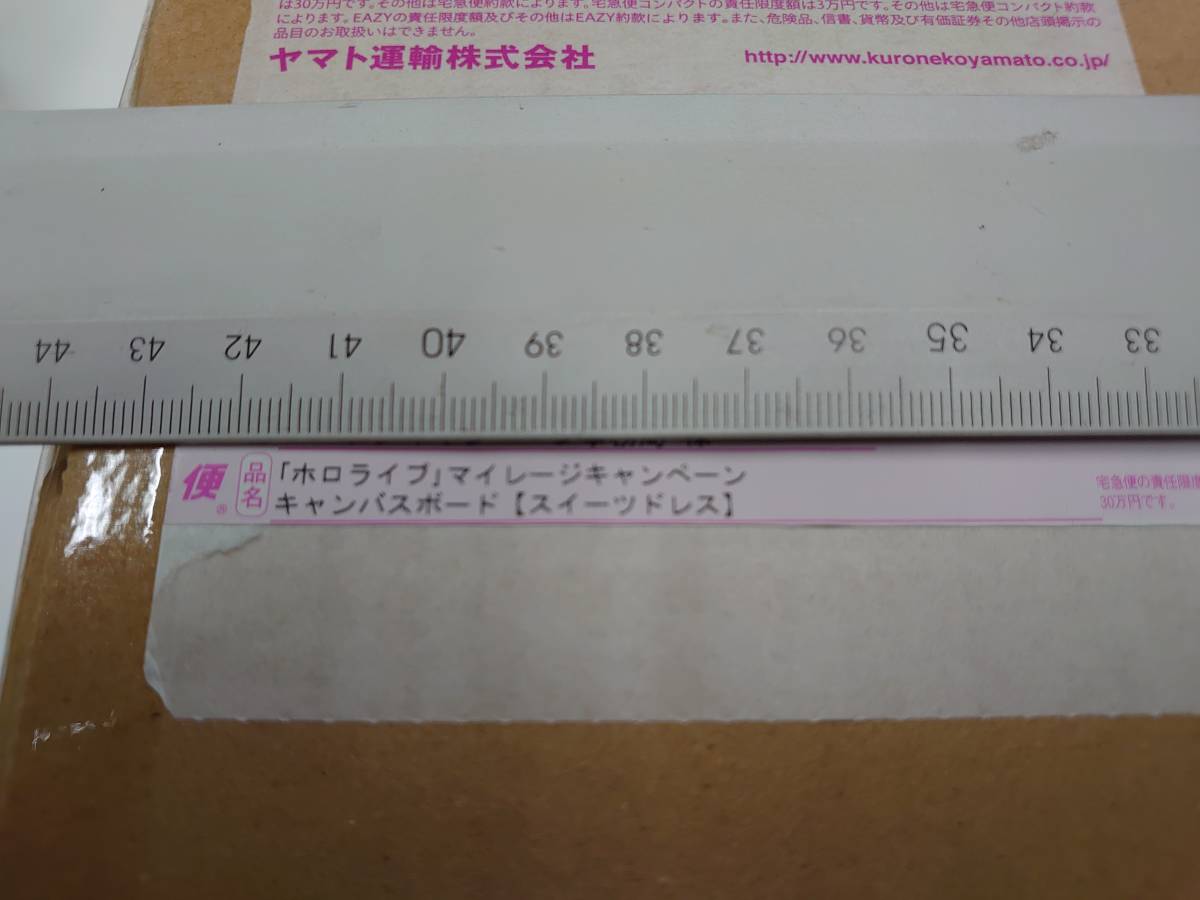 は30万円です。その他は宅急便約款によります。宅急便コンパクトの責任限度額は3万円です。その他は宅急便コンパクト約款
によります。EAZYの責任限度額及びその他はEAZY約款によります。また、危険品、信書、貨幣及び有価証券その他店頭掲示の
品目のお取扱いはできません。
ヤマト運輸株式会社 http://www.kuronekoyamato.co.jp/
44 43 42 41 40 39 38 37 36 35 34 33
便® 品名 「ホロライブ」マイレージキャンペーン
キャンバスボード【スイーツドレス】
宅急便の責任限度
30万円です。